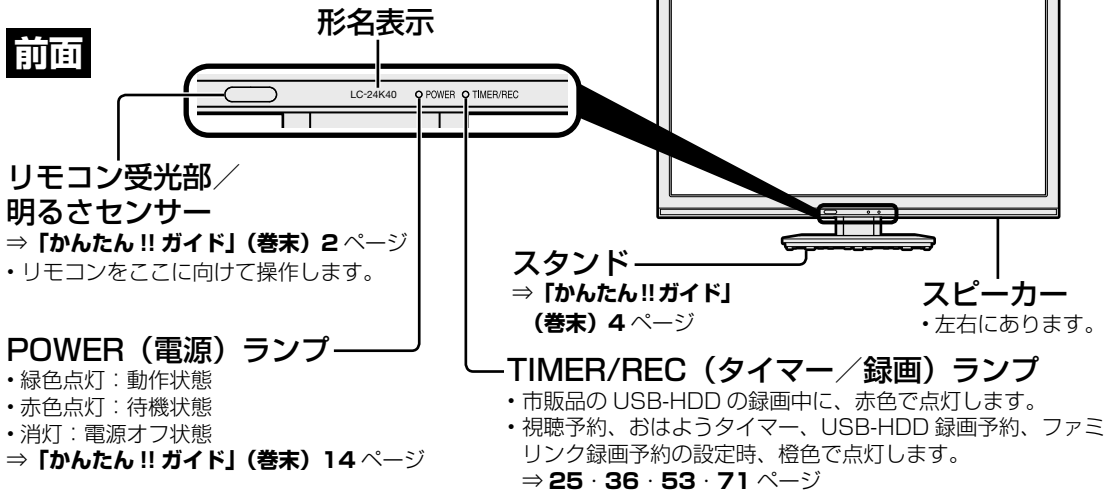 形名表示
前面
LC-24K40 POWER TIMER/REC
リモコン受光部／
明るさセンサー
⇒「かんたん!! ガイド」（巻末）2 ページ
・リモコンをここに向けて操作します。
スタンド
⇒「かんたん!!ガイド」
（巻末）4 ページ
スピーカー
・左右にあります。
POWER（電源）ランプ
・緑色点灯：動作状態
・赤色点灯：待機状態
・消灯：電源オフ状態
⇒「かんたん!! ガイド」（巻末）14 ページ
TIMER/REC（タイマー／録画）ランプ
・市販品の USB-HDD の録画中に、赤色で点灯します。
・視聴予約、おはようタイマー、USB-HDD 録画予約、ファミ
リンク録画予約の設定時、橙色で点灯します。
⇒ 25・36・53・71 ページ